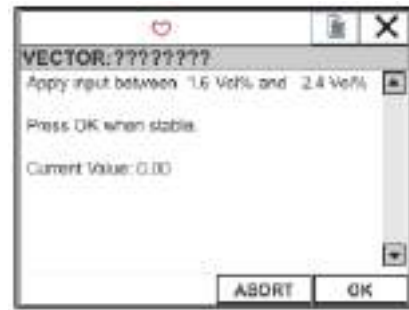 VECTOR:????????
Apply input between 1.6 Vol% and 2.4 Vol%
Press OK when stable.
Current Value: 0.00
ABORT OK